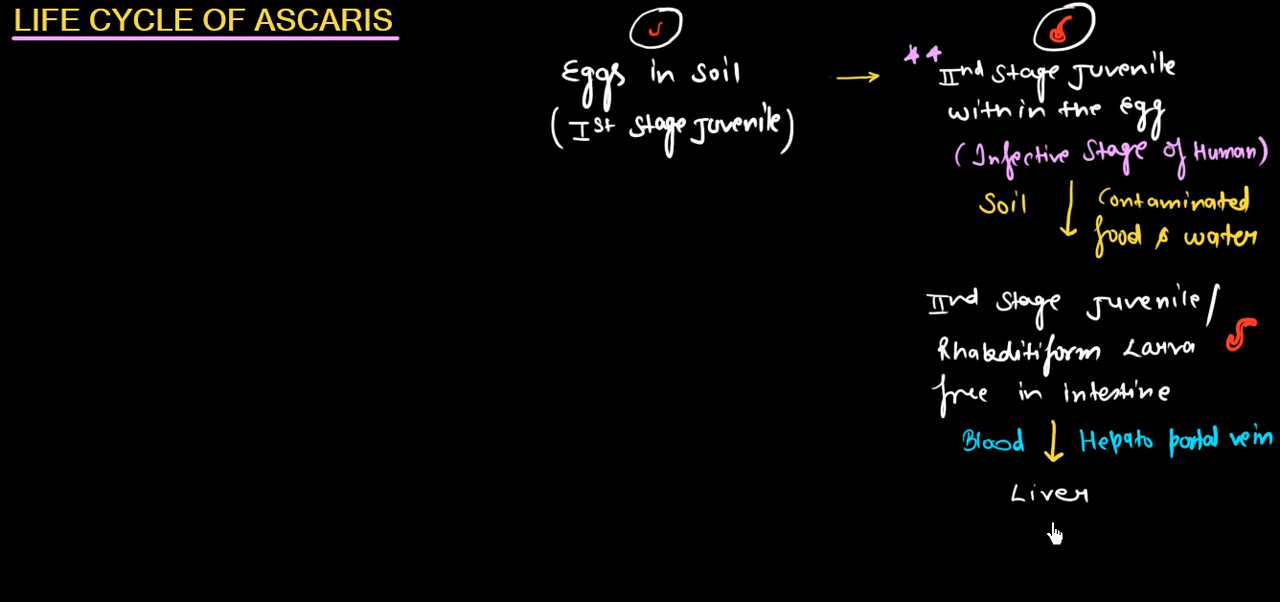 LIFE CYCLE OF ASCARIS
Eggs in Soil
(Ist Stage Juvenile)
→
** IInd Stage Juvenile
within the Egg
(Infective Stage of Human)
Soil ↓ Contaminated
food & water
IInd Stage Juvenile/
Rhabditiform Larva
free in intestine
Blood ↓ Hepato portal vein
Liver